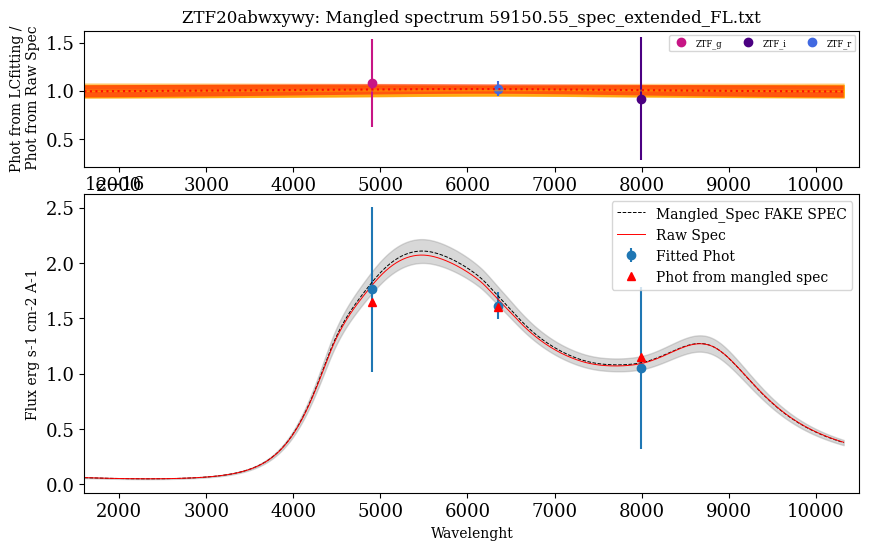 ZTF20abwxywy: Mangled spectrum 59150.55_spec_extended_FL.txt
Phot from LCfitting /
Phot from Raw Spec
1.5
1.0
0.5
ZTF_g
ZTF_i
ZTF_r
2000 3000 4000 5000 6000 7000 8000 9000 10000
1e−16
2.5
2.0
1.5
1.0
0.5
0.0
Flux erg s-1 cm-2 A-1
Mangled_Spec FAKE SPEC
Raw Spec
Fitted Phot
Phot from mangled spec
2000 3000 4000 5000 6000 7000 8000 9000 10000
Wavelenght